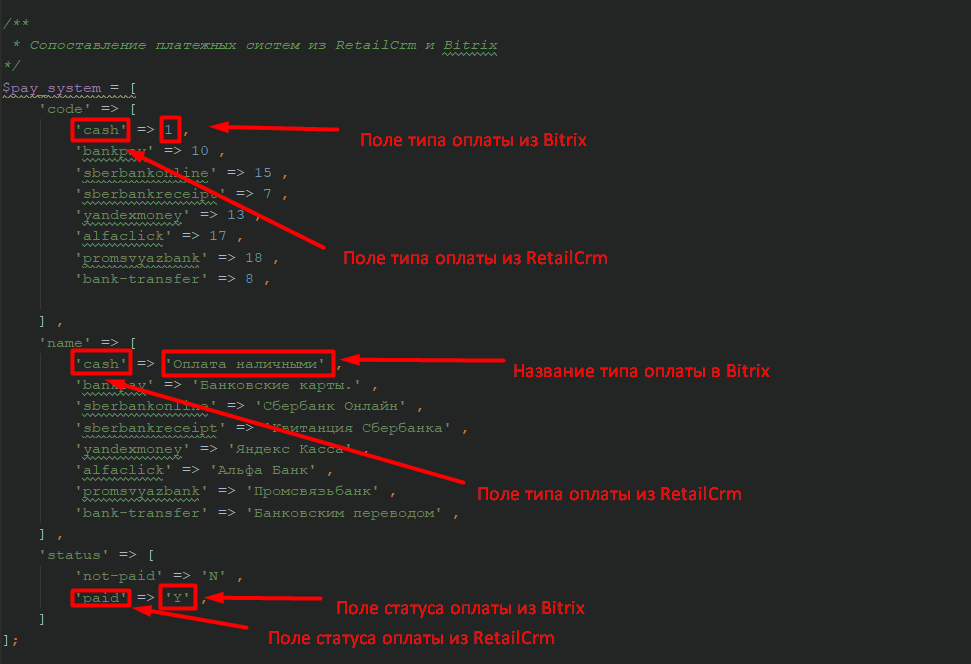 /**
* Сопоставление платежных систем из RetailCrm и Bitrix
*/
$pay_system = [
'code' => [
'cash' => 1 ,
Поле типа оплаты из Bitrix
'bankpay' => 10 ,
'sberbankonline' => 15 ,
'sberbankreceipt' => 7 ,
'yandexmoney' => 13 ,
'alfaclick' => 17 ,
'promsvyazbank' => 18 ,
Поле типа оплаты из RetailCrm
'bank-transfer' => 8 ,
] ,
'name' => [
'cash' => 'Оплата наличными' ,
Название типа оплаты в Bitrix
'bankpay' => 'Банковские карты.' ,
'sberbankonline' => 'Сбербанк Онлайн' ,
'sberbankreceipt' => 'Квитанция Сбербанка' ,
'yandexmoney' => 'Яндекс Касса' ,
'alfaclick' => 'Альфа Банк' ,
'promsvyazbank' => 'Промсвязьбанк' ,
Поле типа оплаты из RetailCrm
'bank-transfer' => 'Банковским переводом' ,
] ,
'status' => [
'not-paid' => 'N' ,
'paid' => 'Y' ,
Поле статуса оплаты из Bitrix
]
Поле статуса оплаты из RetailCrm
];